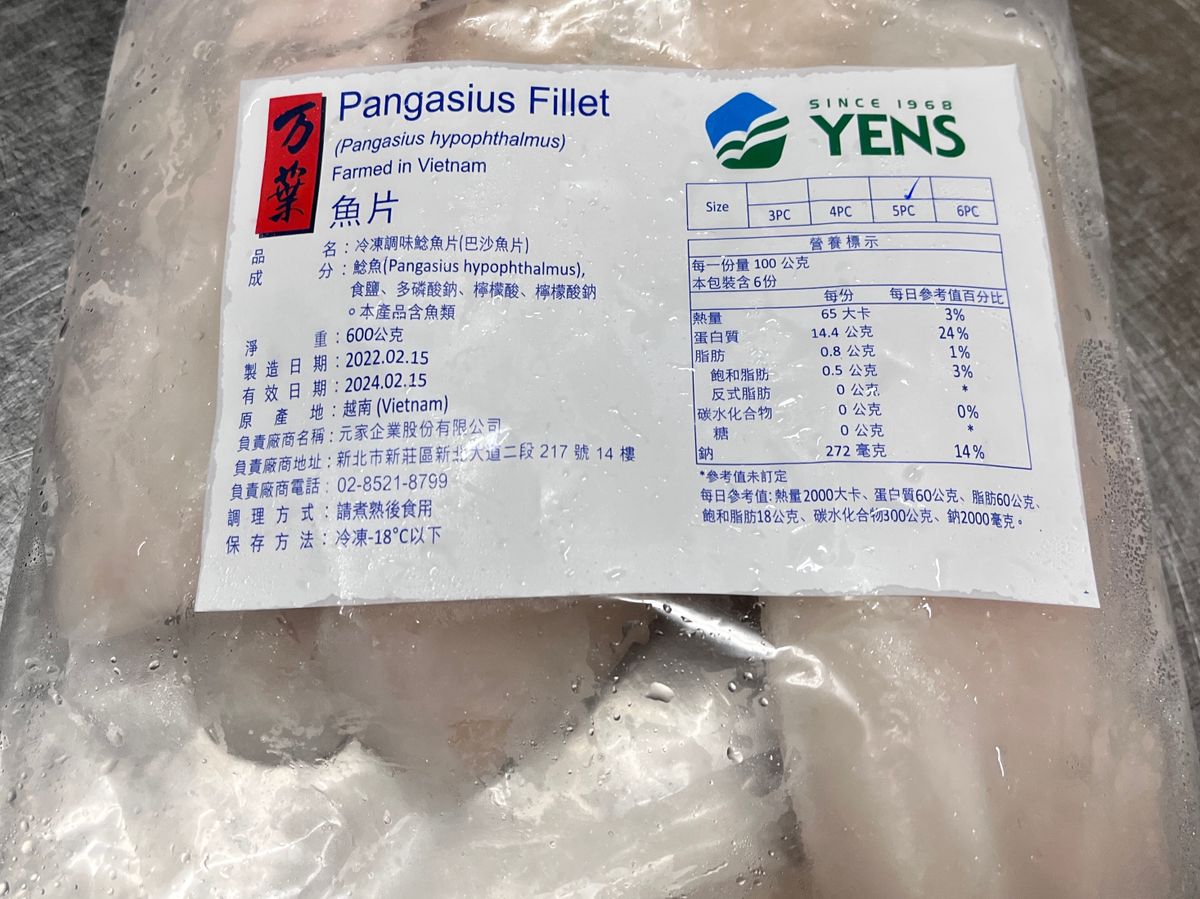 万葉
Pangasius Fillet
(Pangasius hypophthalmus)
Farmed in Vietnam
魚片
品名：冷凍調味鯰魚片(巴沙魚片)
成分：鯰魚(Pangasius hypophthalmus),
食鹽、多磷酸鈉、檸檬酸、檸檬酸鈉
。本產品含魚類
淨重：600公克
製造日期：2022.02.15
有效日期：2024.02.15
原產地：越南 (Vietnam)
負責廠商名稱：元家企業股份有限公司
負責廠商地址：新北市新莊區新北大道二段 217 號 14 樓
負責廠商電話：02-8521-8799
調理方式：請煮熟後食用
保存方法：冷凍-18℃以下
SINCE 1968
YENS
Size 3PC 4PC 5PC 6PC
營養標示
每一份量 100 公克
本包裝含 6份
每份 每日參考值百分比
熱量 65 大卡 3%
蛋白質 14.4 公克 24%
脂肪 0.8 公克 1%
飽和脂肪 0.5 公克 3%
反式脂肪 0 公克 *
碳水化合物 0 公克 0%
糖 0 公克 *
鈉 272 毫克 14%
*參考值未訂定
每日參考值: 熱量2000大卡、蛋白質60公克、脂肪60公克、
飽和脂肪18公克、碳水化合物300公克、鈉2000毫克。